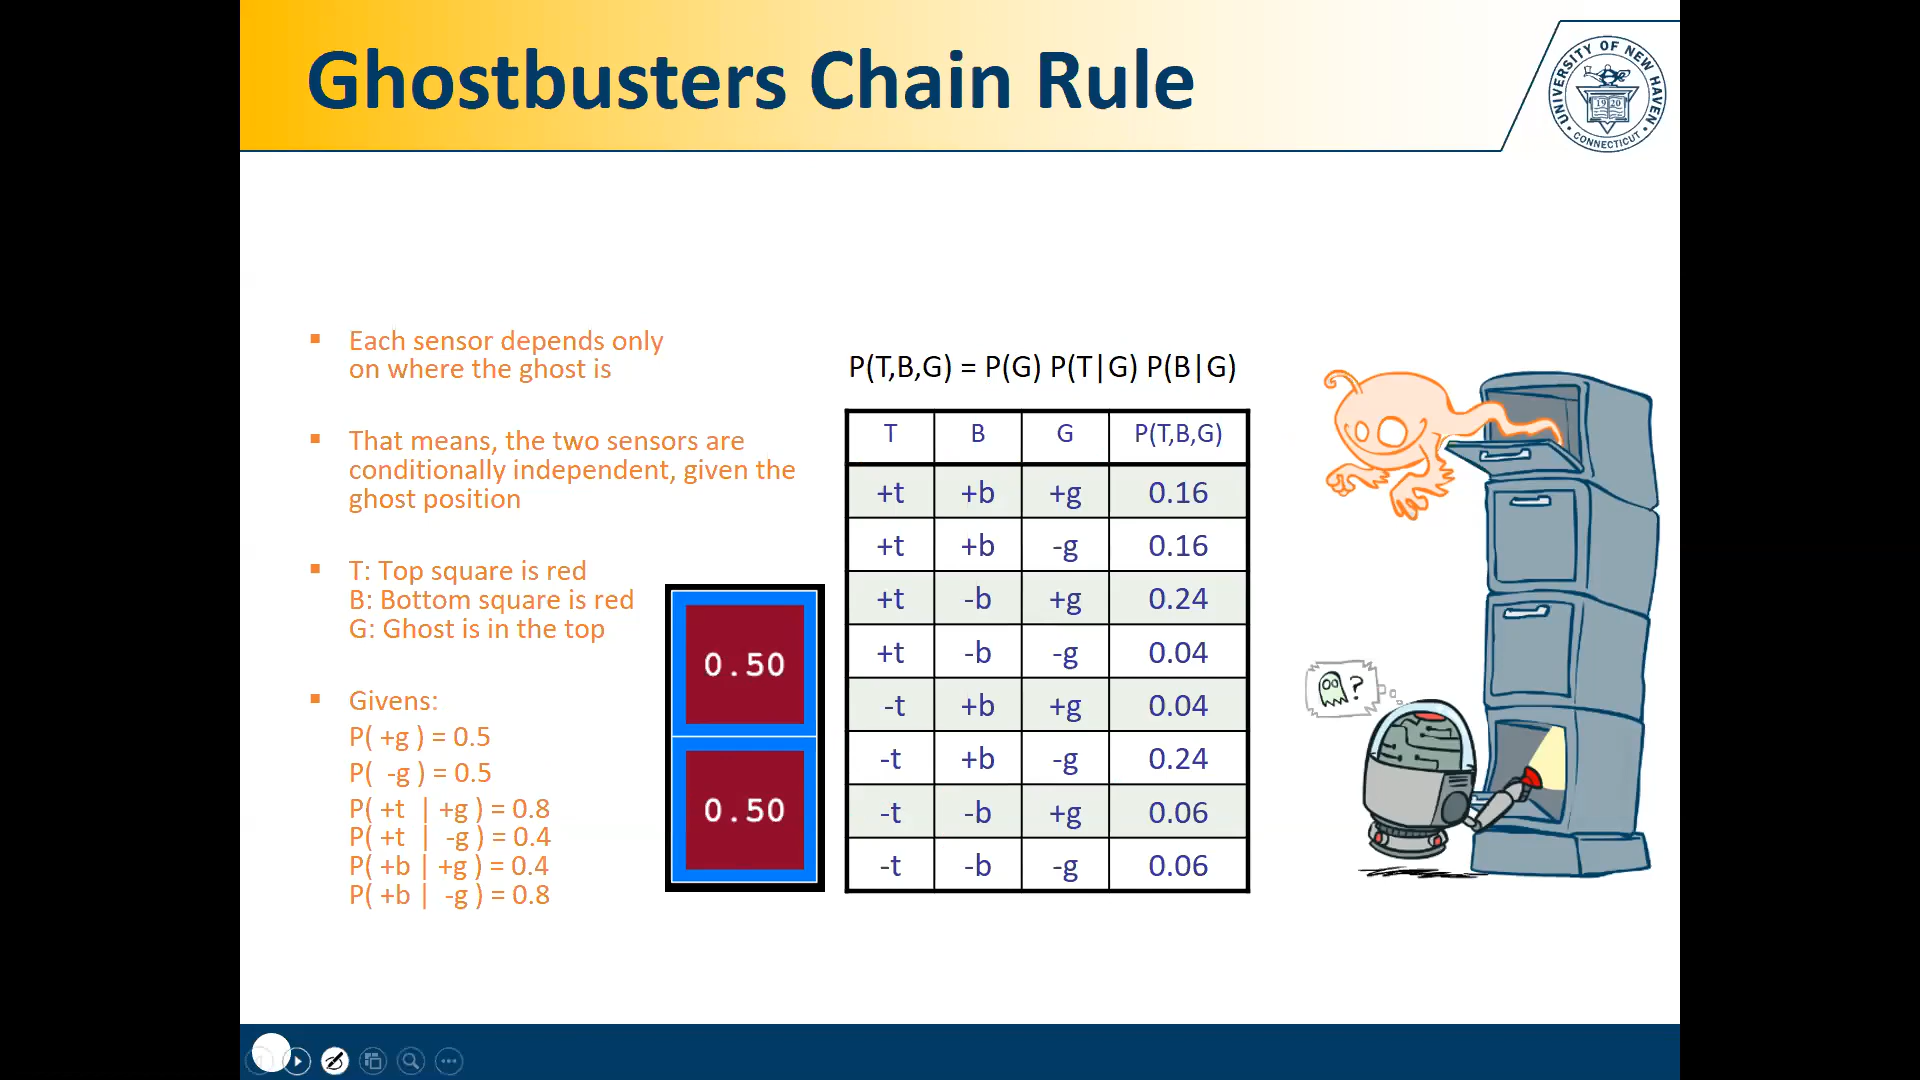 Ghostbusters Chain Rule
UNIVERSITY OF NEW HAVEN
1920
CONNECTICUT
Each sensor depends only
on where the ghost is
That means, the two sensors are
conditionally independent, given the
ghost position
T: Top square is red
B: Bottom square is red
G: Ghost is in the top
Givens:
P( +g ) = 0.5
P( -g ) = 0.5
P( +t | +g ) = 0.8
P( +t | -g ) = 0.4
P( +b | +g ) = 0.4
P( +b | -g ) = 0.8
0.50
0.50
P(T,B,G) = P(G) P(T|G) P(B|G)
T B G P(T,B,G)
+t +b +g 0.16
+t +b -g 0.16
+t -b +g 0.24
+t -b -g 0.04
-t +b +g 0.04
-t +b -g 0.24
-t -b +g 0.06
-t -b -g 0.06
?